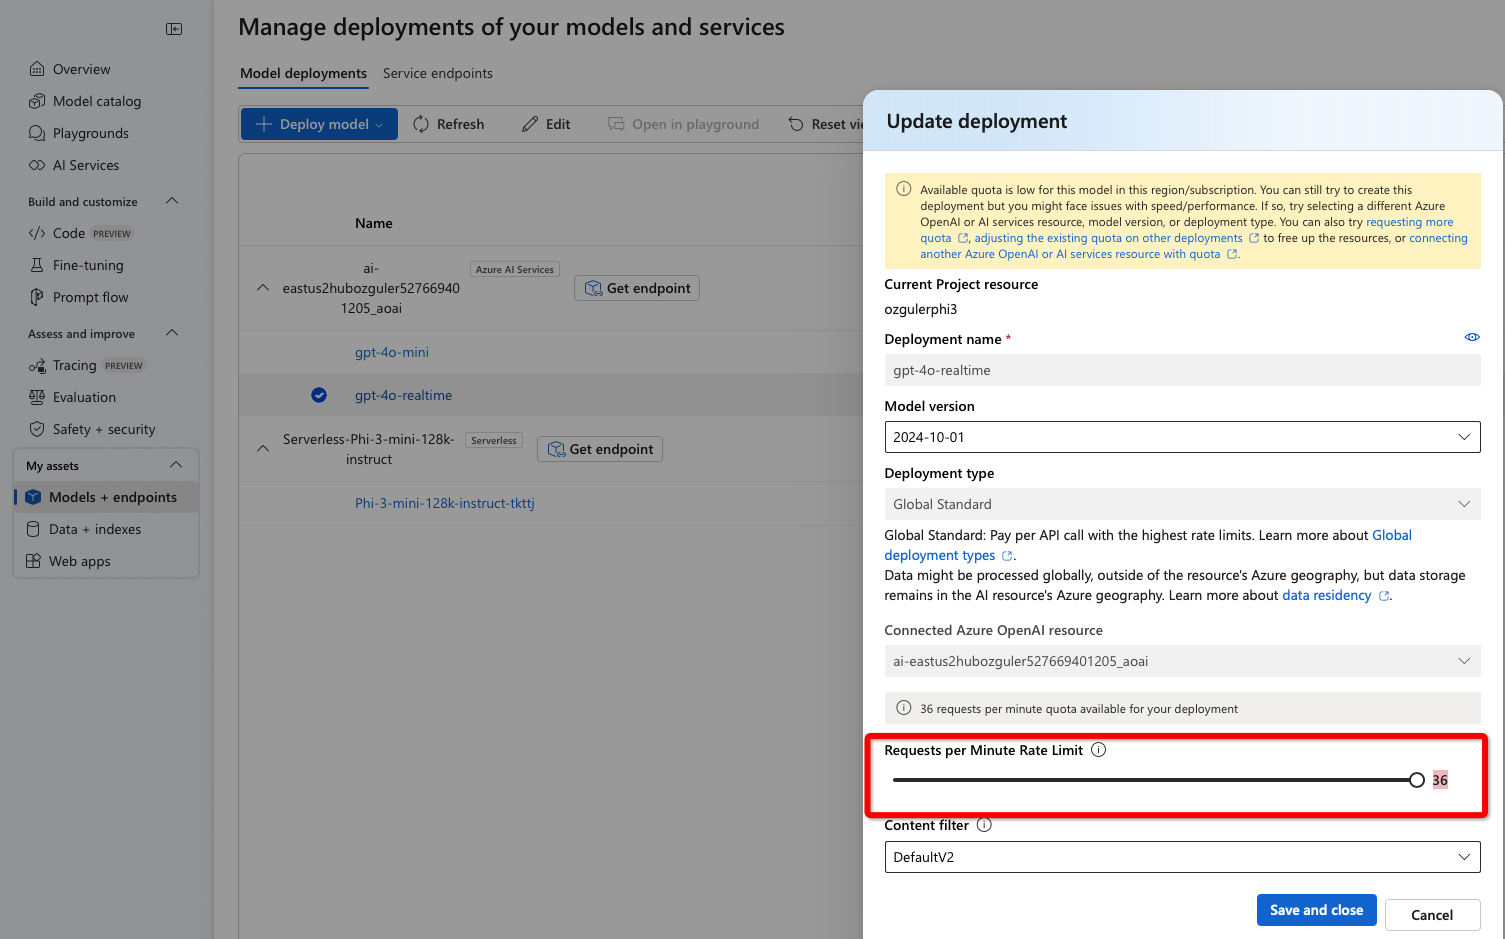 Manage deployments of your models and services
Overview
Model catalog
Playgrounds
AI Services
Build and customize
Code PREVIEW
Fine-tuning
Prompt flow
Assess and improve
Tracing PREVIEW
Evaluation
Safety + security
My assets
Models + endpoints
Data + indexes
Web apps
Model deployments Service endpoints
Deploy model Refresh Edit Open in playground Reset vie
Name
ai-
eastus2hubozguler52766940
1205_aoai
Azure AI Services
Get endpoint
gpt-4o-mini
gpt-4o-realtime
Serverless-Phi-3-mini-128k-
instruct
Serverless
Get endpoint
Phi-3-mini-128k-instruct-tkttj
Update deployment
Available quota is low for this model in this region/subscription. You can still try to create this
deployment but you might face issues with speed/performance. If so, try selecting a different Azure
OpenAI or AI services resource, model version, or deployment type. You can also try requesting more
quota , adjusting the existing quota on other deployments to free up the resources, or connecting
another Azure OpenAI or AI services resource with quota .
Current Project resource
ozgulerphi3
Deployment name *
gpt-4o-realtime
Model version
2024-10-01
Deployment type
Global Standard
Global Standard: Pay per API call with the highest rate limits. Learn more about Global
deployment types .
Data might be processed globally, outside of the resource's Azure geography, but data storage
remains in the AI resource's Azure geography. Learn more about data residency .
Connected Azure OpenAI resource
ai-eastus2hubozguler527669401205_aoai
36 requests per minute quota available for your deployment
Requests per Minute Rate Limit
36
Content filter
DefaultV2
Save and close Cancel